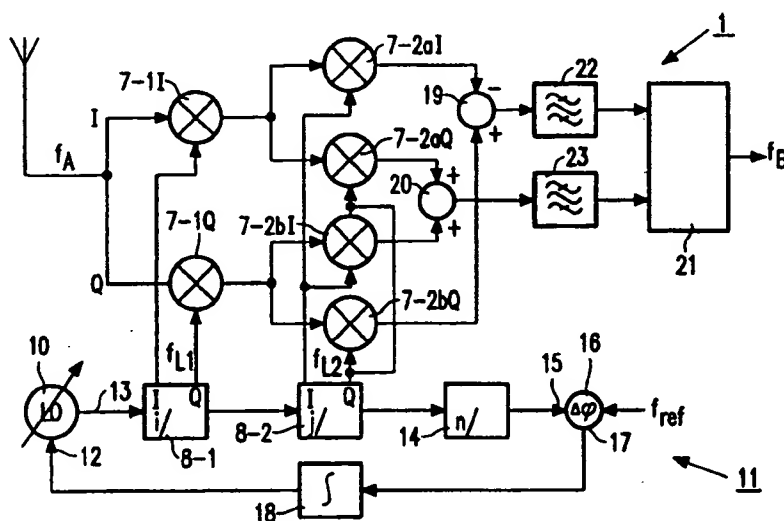 7-2aI
1
7-1I
22
19
-
+
I
fA
7-2aQ
+
20
+
23
fB
7-1Q
7-2bI
21
Q
7-2bQ
fL1
fL2
10
13
LO
I Q
i/
8-1
I Q
j/
8-2
14
n/
15
16
Δφ
17
fref
12
18
∫
11